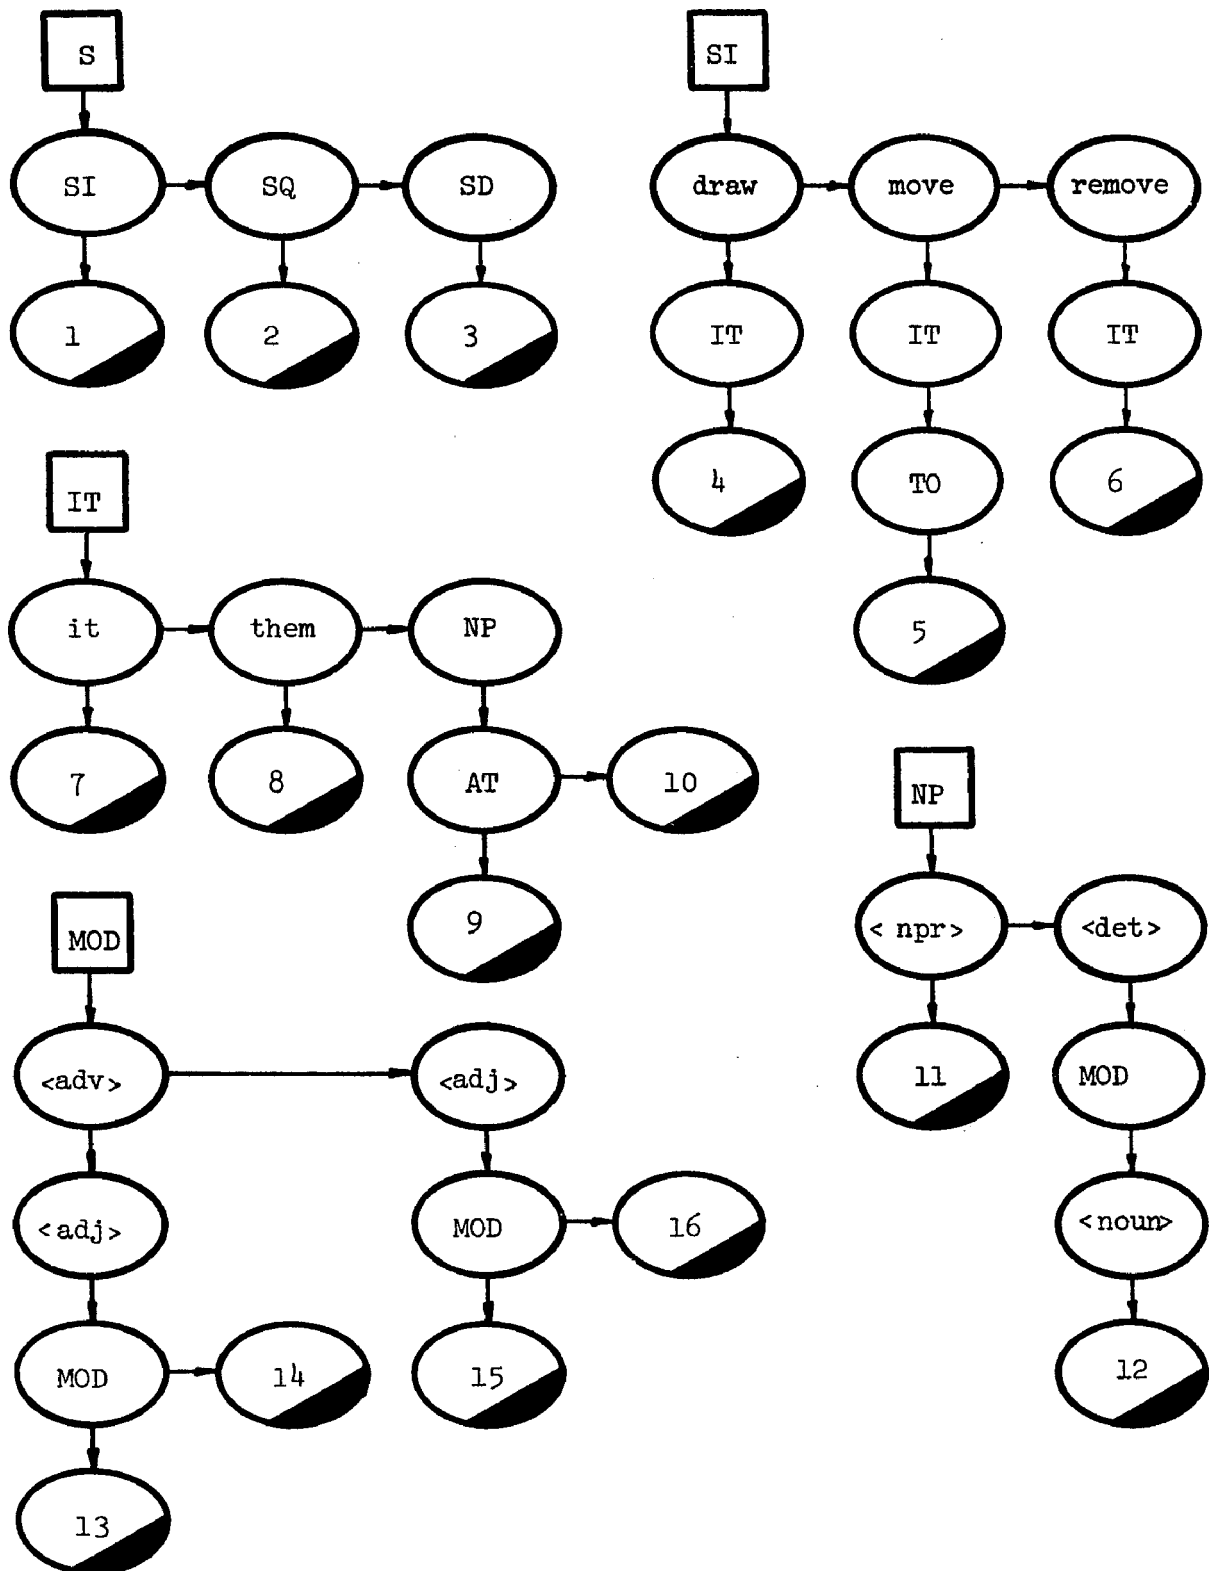 S
SI
SQ
SD
1
2
3
SI
draw
move
remove
IT
IT
IT
4
TO
6
5
IT
it
them
NP
7
8
AT
10
9
NP
< npr>
<det>
11
MOD
<noun>
12
MOD
<adv>
<adj>
<adj>
MOD
16
MOD
14
15
13